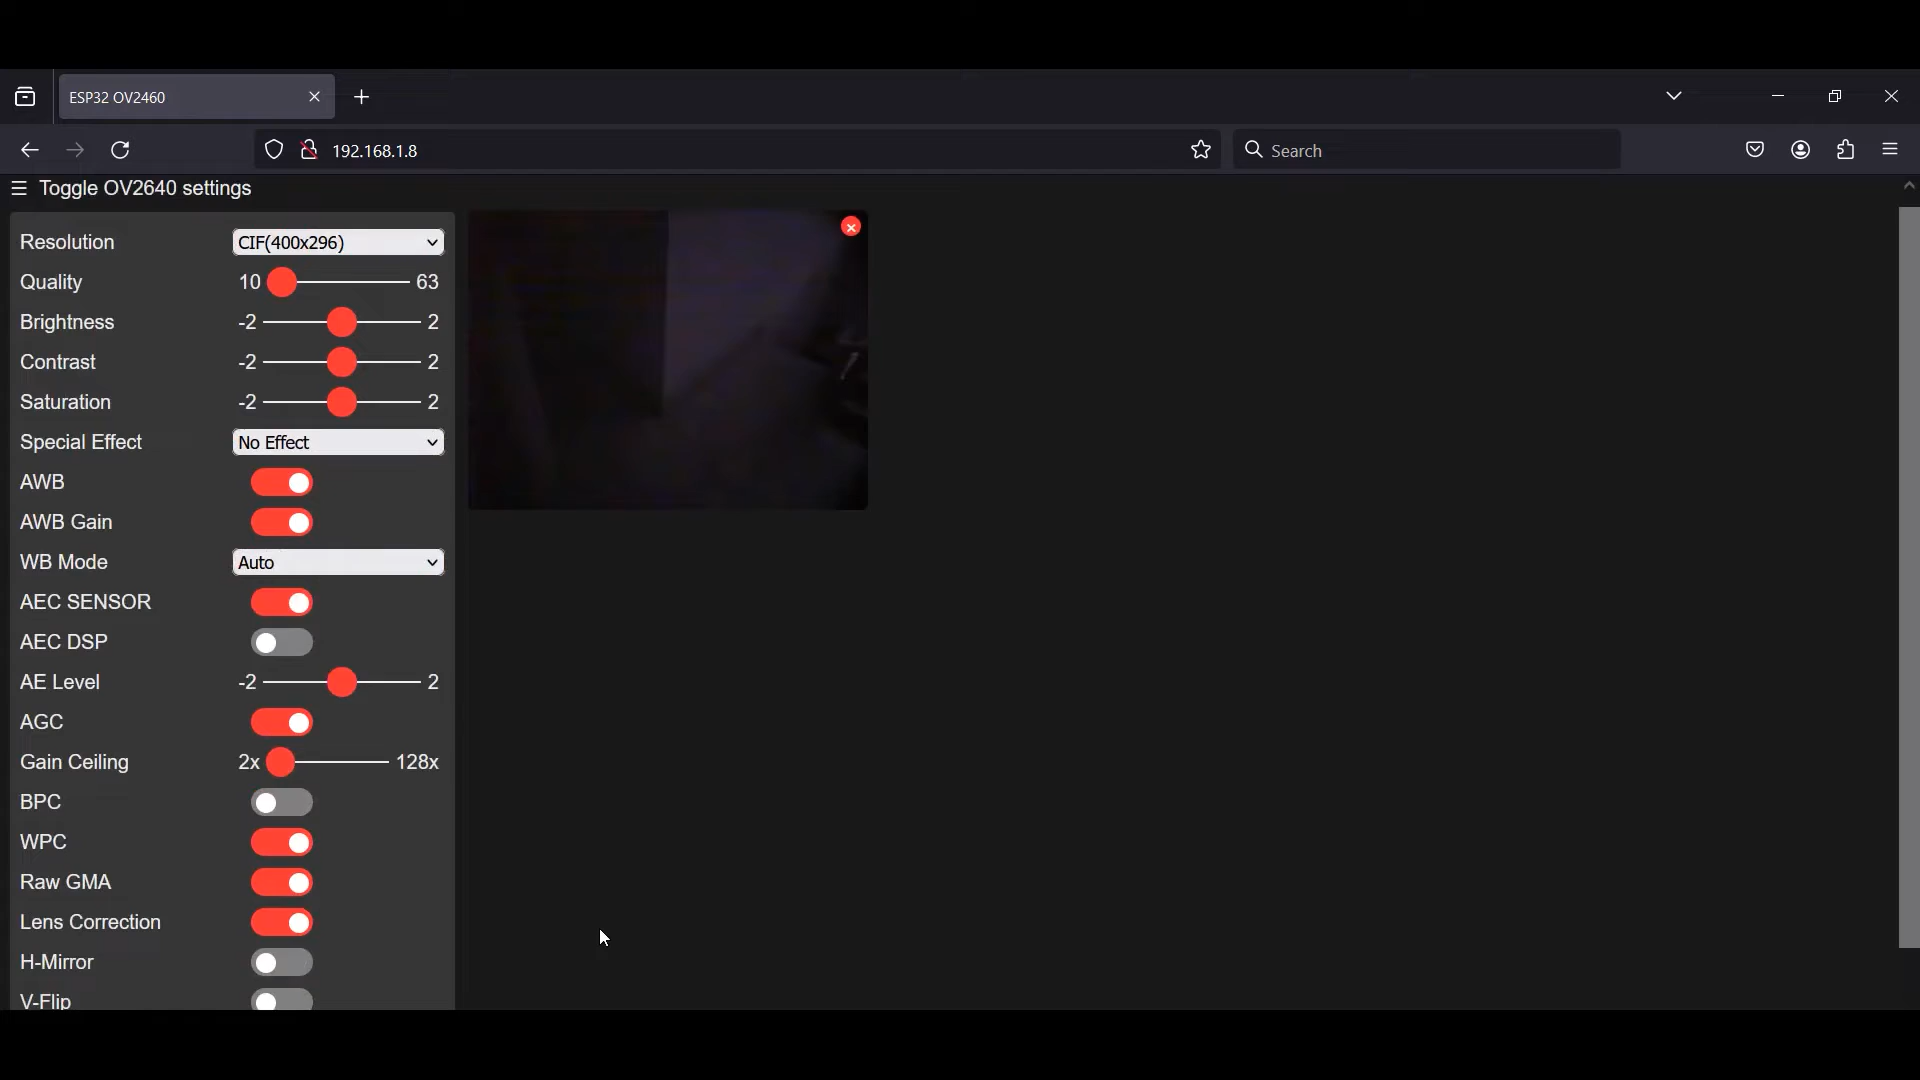 ESP32 OV2460
192.168.1.8
Search
Toggle OV2640 settings
Resolution CIF(400x296)
Quality 10 63
Brightness -2 2
Contrast -2 2
Saturation -2 2
Special Effect No Effect
AWB
AWB Gain
WB Mode Auto
AEC SENSOR
AEC DSP
AE Level -2 2
AGC
Gain Ceiling 2x 128x
BPC
WPC
Raw GMA
Lens Correction
H-Mirror
V-Flip